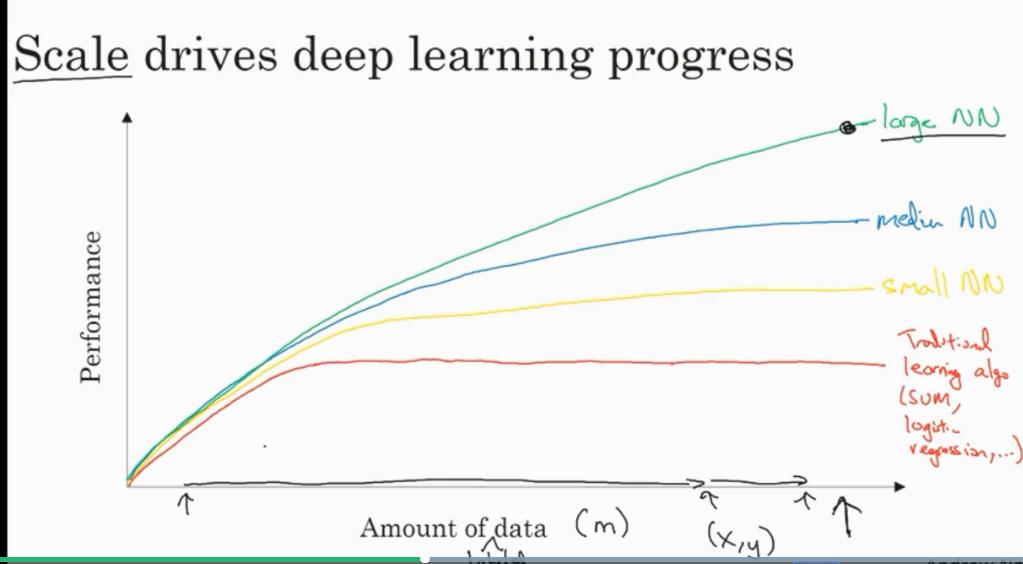 Scale drives deep learning progress
large NN
medium NN
small NN
Traditional
learning algo
(SVM,
logistic
regression,...)
Performance
Amount of data (m)
(x,y)